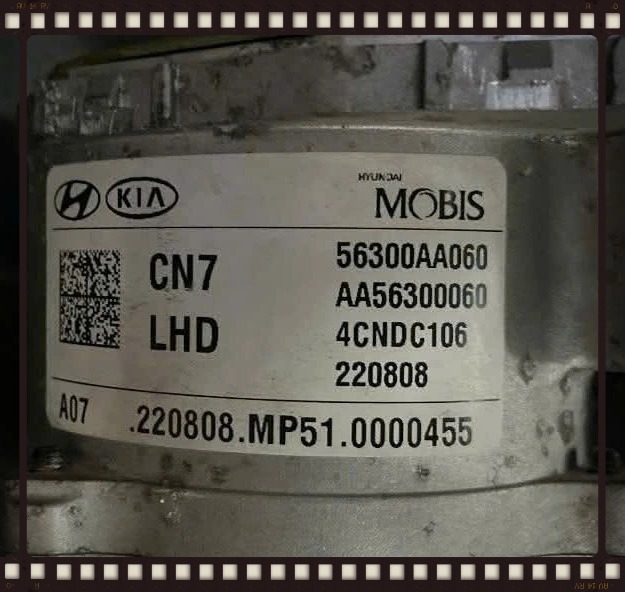 KIA
HYUNDAI
MOBIS
CN7
LHD
56300AA060
AA56300060
4CNDC106
220808
A07 .220808.MP51.0000455